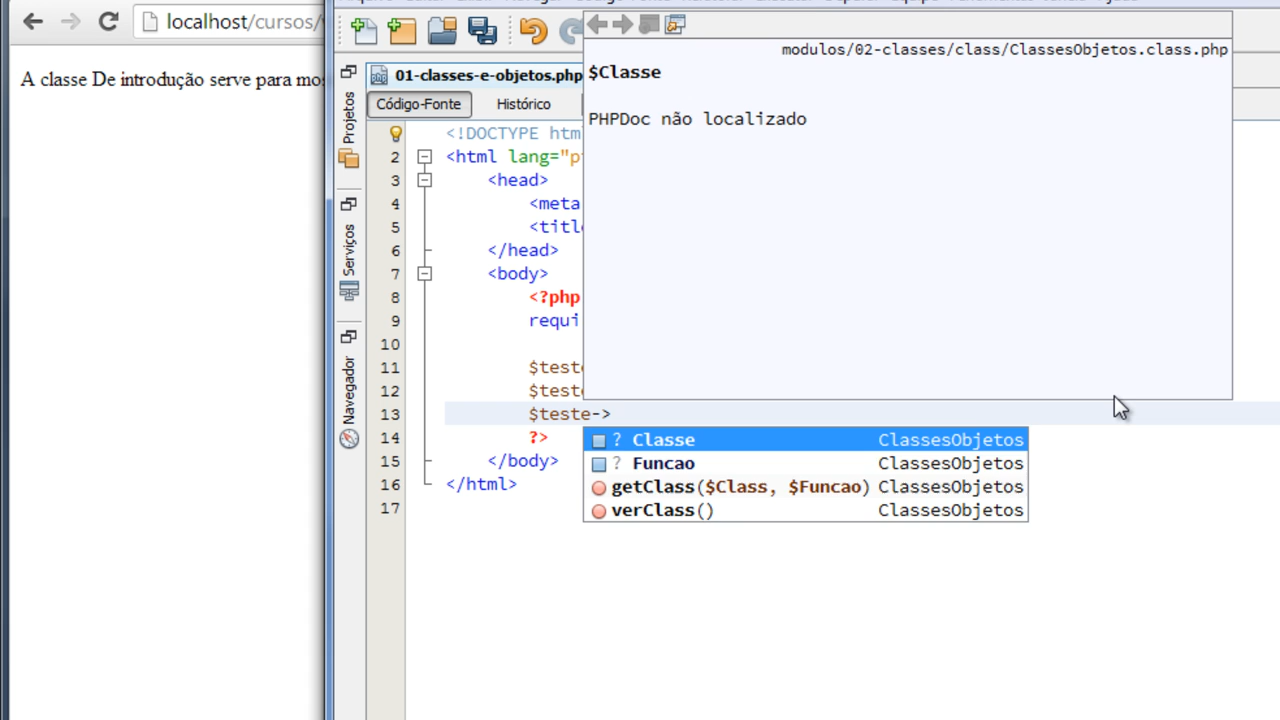 localhost/cursos/
A classe De introdução serve para mo
01-classes-e-objetos.php
Código-Fonte
Histórico
Projetos
Serviços
Navegador
modulos/02-classes/class/ClassesObjetos.class.php
$Classe
PHPDoc não localizado
<!DOCTYPE htm
2 <html lang="p
3 <head>
4 <meta
5 <titl
6 </head>
7 <body>
8 <?php
9 requi
10
11 $teste
12 $teste
13 $teste->
14 ?>
15 </body>
16 </html>
17
? Classe ClassesObjetos
? Funcao ClassesObjetos
getClass($Class, $Funcao) ClassesObjetos
verClass() ClassesObjetos